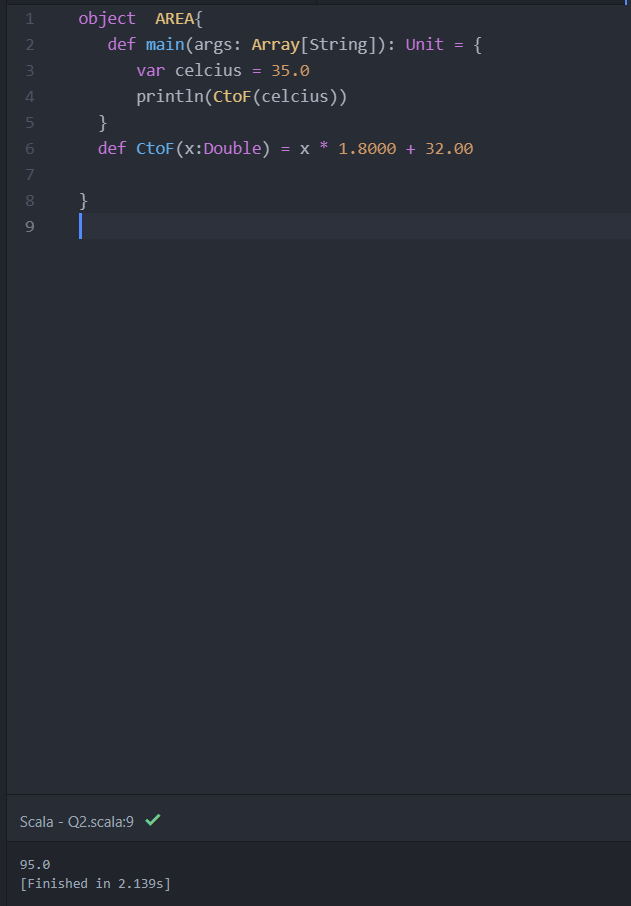 1 object  AREA{
2    def main(args: Array[String]): Unit = {
3       var celcius = 35.0
4       println(CtoF(celcius))
5   }
6   def CtoF(x:Double) = x * 1.8000 + 32.00
7
8 }
9
Scala - Q2.scala:9
95.0
[Finished in 2.139s]